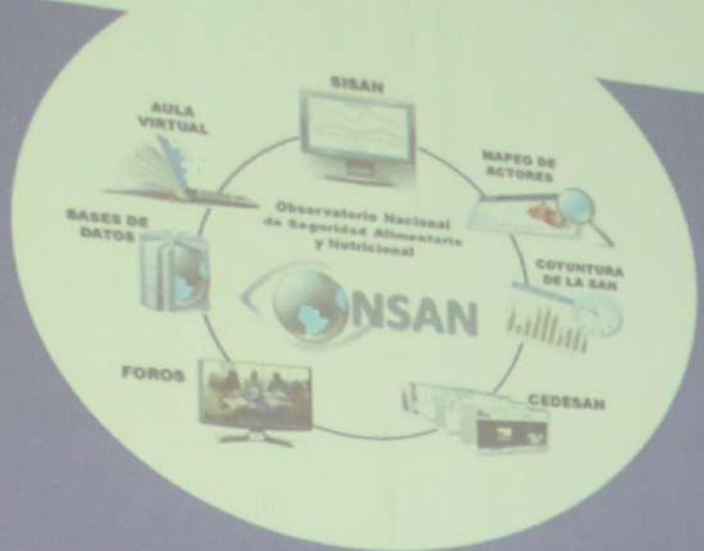 SISAN
AULA
VIRTUAL
MAPEO DE
ACTORES
BASES DE
DATOS
Observatorio Nacional
de Seguridad Alimentaria
y Nutricional
COYUNTURA
DE LA SAN
NSAN
FOROS
CEDESAN